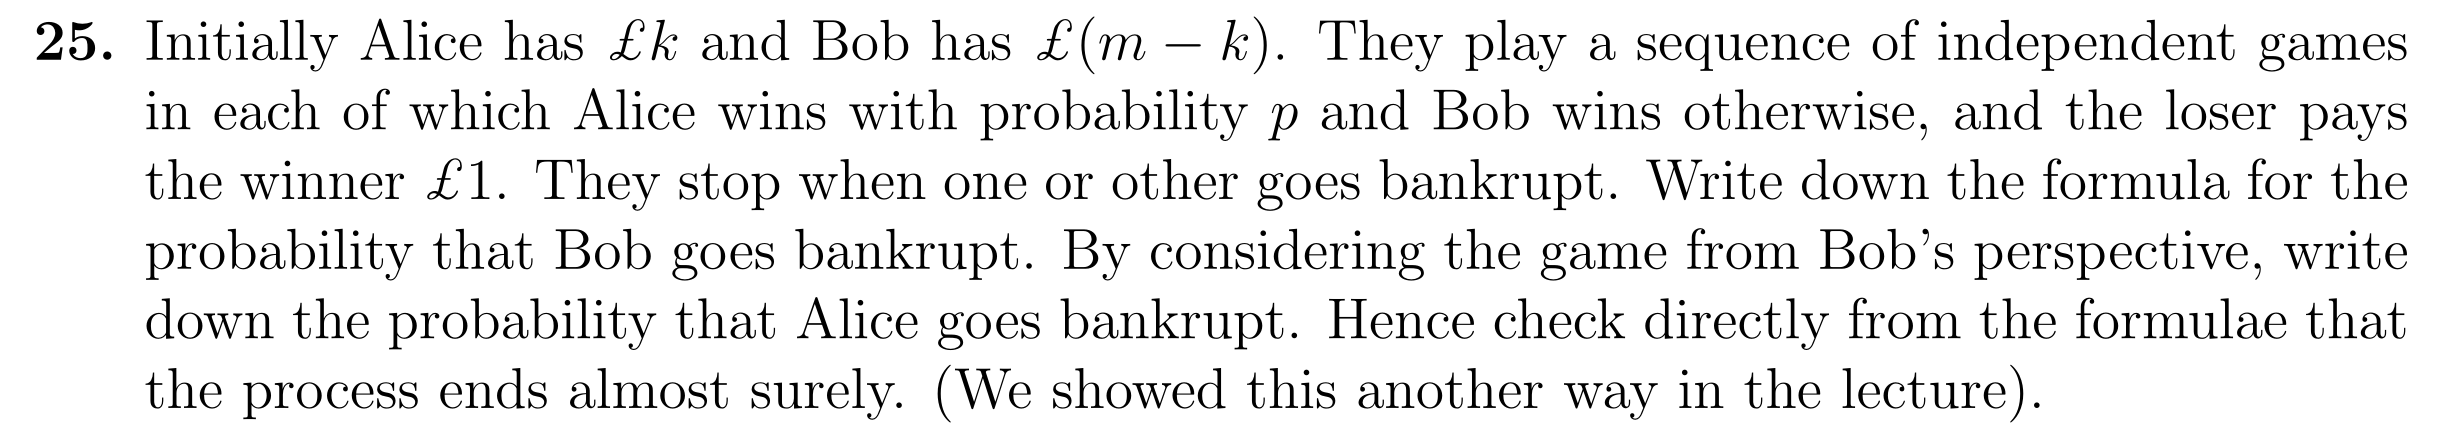 25. Initially Alice has £k and Bob has £(m − k). They play a sequence of independent games
in each of which Alice wins with probability p and Bob wins otherwise, and the loser pays
the winner £1. They stop when one or other goes bankrupt. Write down the formula for the
probability that Bob goes bankrupt. By considering the game from Bob’s perspective, write
down the probability that Alice goes bankrupt. Hence check directly from the formulae that
the process ends almost surely. (We showed this another way in the lecture).